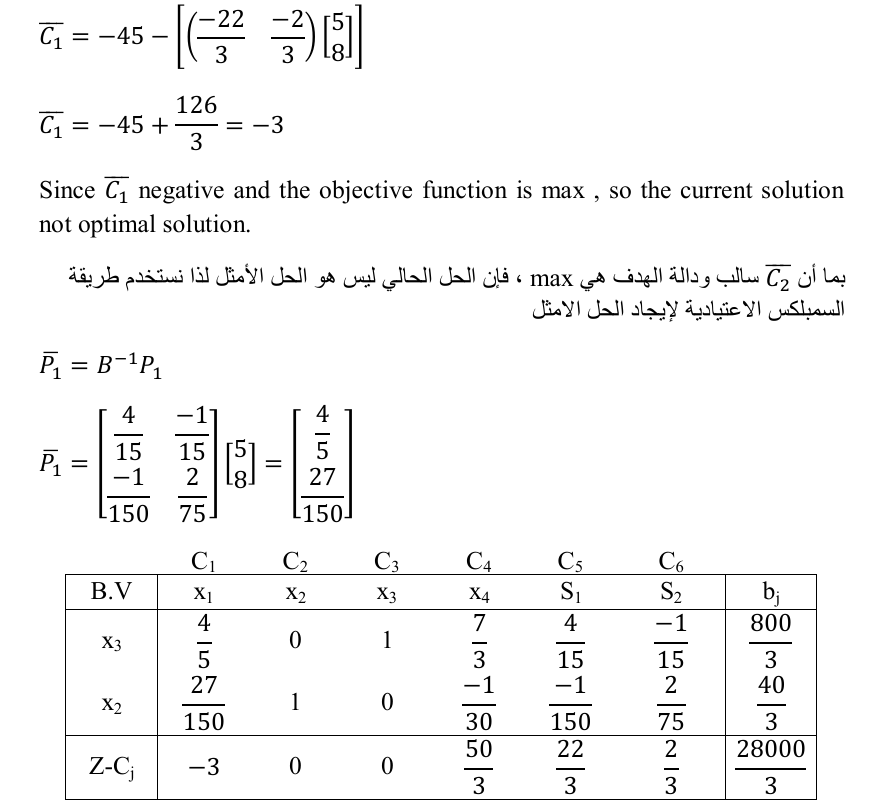 C̅₁ = −45 − [(−22/3 −2/3) [5 8]]
C̅₁ = −45 + 126/3 = −3
Since C̅₁ negative and the objective function is max , so the current solution
not optimal solution.
بما أن C̅₂ سالب ودالة الهدف هي max ، فإن الحل الحالي ليس هو الحل الأمثل لذا نستخدم طريقة
السمبلكس الاعتيادية لإيجاد الحل الامثل
P̅₁ = B⁻¹P₁
P̅₁ = [4/15 −1/15 −1/150 2/75] [5 8] = [4/5 27/150]
C₁ C₂ C₃ C₄ C₅ C₆
B.V x₁ x₂ x₃ x₄ S₁ S₂ bⱼ
x₃ 4/5 0 1 7/3 4/15 −1/15 800/3
x₂ 27/150 1 0 −1/30 −1/150 2/75 40/3
Z-Cⱼ −3 0 0 50/3 22/3 2/3 28000/3